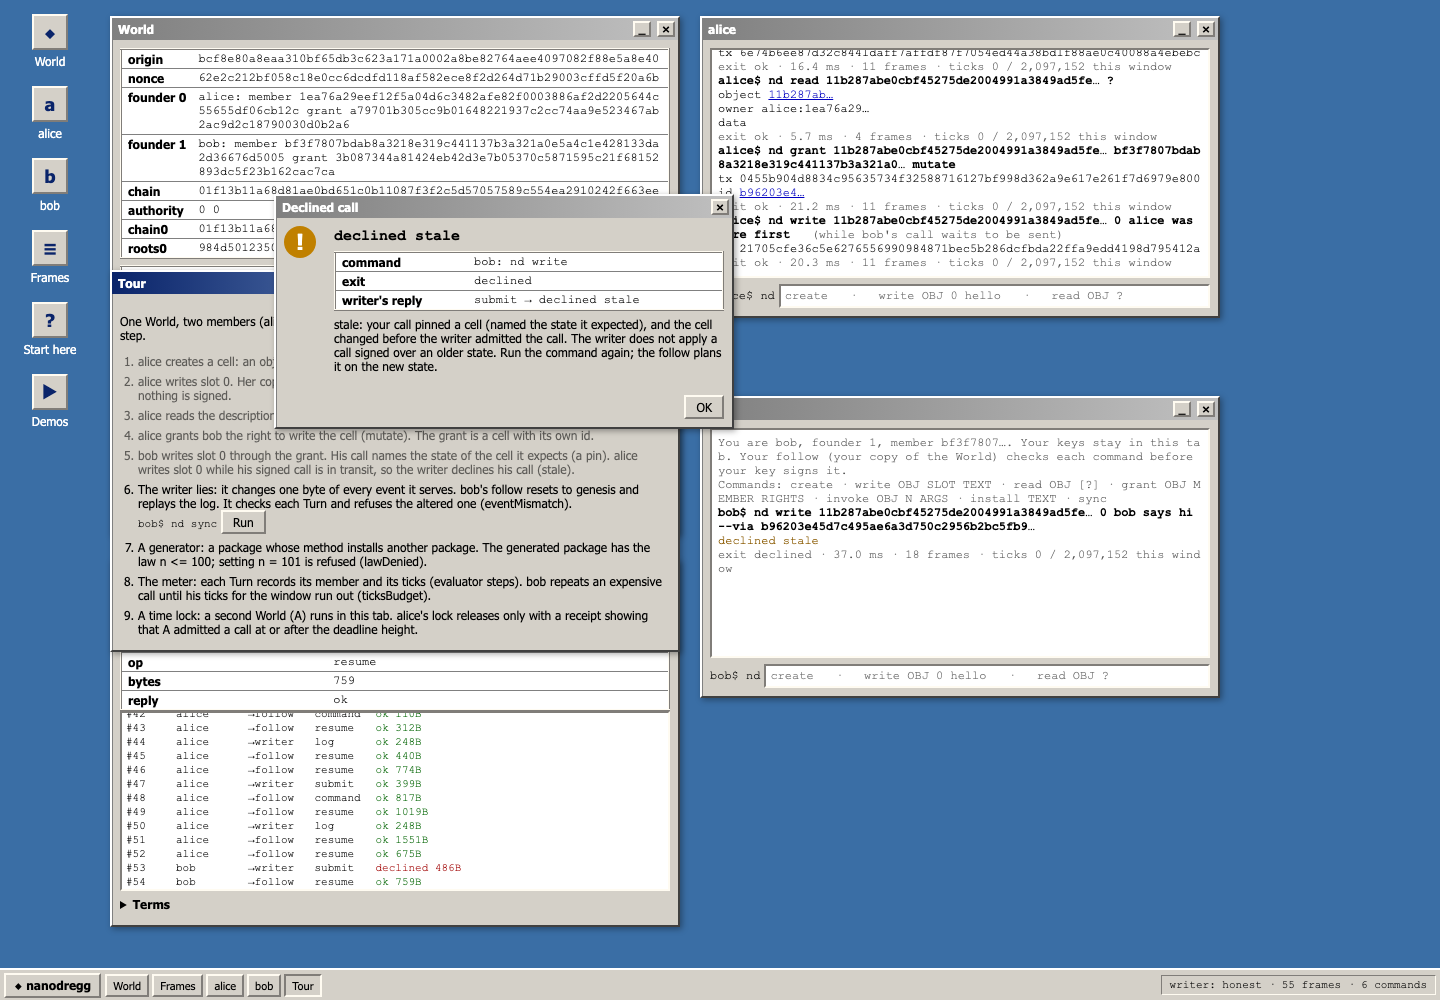 World
alice
bob
Frames
Start here
Demos
World
origin bcf8e80a8eaa310bf65db3c623a171a0002a8be82764aee4097082f88e5a8e40
nonce 62e2c212bf058c18e0cc6dcdfd118af582ece8f2d264d71b29003cffd5f20a6b
founder 0 alice: member 1ea76a29eef12f5a04d6c3482afe82f0003886af2d2205644c
55655df06cb12c grant a79701b305cc9b01648221937c2cc74aa9e523467ab
2ac9d2c18790030d0b2a6
founder 1 bob: member bf3f7807bdab8a3218e319c441137b3a321a0e5a4c1e428133da
2d36676d5005 grant 3b087344a81424eb42d3e7b05370c5871595c21f68152
893dc5f23b162cac7ca
chain 01f13b11a68d81ae0bd651c0b11087f3f2c5d57057589c554ea2910242f663ee
authority 0 0
chain0 01f13b11a68
roots0 984d5012350
Tour
One World, two members (al
step.
1. alice creates a cell: an obj
2. alice writes slot 0. Her cop
nothing is signed.
3. alice reads the description
4. alice grants bob the right to write the cell (mutate). The grant is a cell with its own id.
5. bob writes slot 0 through the grant. His call names the state of the cell it expects (a pin). alice
writes slot 0 while his signed call is in transit, so the writer declines his call (stale).
6. The writer lies: it changes one byte of every event it serves. bob's follow resets to genesis and
replays the log. It checks each Turn and refuses the altered one (eventMismatch).
bob$ nd sync Run
7. A generator: a package whose method installs another package. The generated package has the
law n <= 100; setting n = 101 is refused (lawDenied).
8. The meter: each Turn records its member and its ticks (evaluator steps). bob repeats an expensive
call until his ticks for the window run out (ticksBudget).
9. A time lock: a second World (A) runs in this tab. alice's lock releases only with a receipt showing
that A admitted a call at or after the deadline height.
op resume
bytes 759
reply ok
#42 alice →follow command ok 110B
#43 alice →follow resume ok 312B
#44 alice →writer log ok 248B
#45 alice →follow resume ok 440B
#46 alice →follow resume ok 774B
#47 alice →writer submit ok 399B
#48 alice →follow command ok 817B
#49 alice →follow resume ok 1019B
#50 alice →writer log ok 248B
#51 alice →follow resume ok 1551B
#52 alice →follow resume ok 675B
#53 bob →writer submit declined 486B
#54 bob →follow resume ok 759B
▶ Terms
Declined call
!
declined stale
command bob: nd write
exit declined
writer's reply submit → declined stale
stale: your call pinned a cell (named the state it expected), and the cell
changed before the writer admitted the call. The writer does not apply a
call signed over an older state. Run the command again; the follow plans
it on the new state.
OK
alice
tx 6e74b6ee87d32c8441daff7affdf87f7054ed44a38bd1f88ae0c40088a4ebebc
exit ok · 16.4 ms · 11 frames · ticks 0 / 2,097,152 this window
alice$ nd read 11b287abe0cbf45275de2004991a3849ad5fe… ?
object 11b287ab…
owner alice:1ea76a29…
data
exit ok · 5.7 ms · 4 frames · ticks 0 / 2,097,152 this window
alice$ nd grant 11b287abe0cbf45275de2004991a3849ad5fe… bf3f7807bdab
8a3218e319c441137b3a321a0… mutate
tx 0455b904d8834c95635734f32588716127bf998d362a9e617e261f7d6979e800
id b96203e4…
exit ok · 21.2 ms · 11 frames · ticks 0 / 2,097,152 this window
ice$ nd write 11b287abe0cbf45275de2004991a3849ad5fe… 0 alice was
re first (while bob's call waits to be sent)
21705cfe36c5e6276556990984871bec5b286dcfbda22ffa9edd4198d795412a
it ok · 20.3 ms · 11 frames · ticks 0 / 2,097,152 this window
ce$ nd create · write OBJ 0 hello · read OBJ ?
You are bob, founder 1, member bf3f7807…. Your keys stay in this ta
b. Your follow (your copy of the World) checks each command before
your key signs it.
Commands: create · write OBJ SLOT TEXT · read OBJ [?] · grant OBJ M
EMBER RIGHTS · invoke OBJ N ARGS · install TEXT · sync
bob$ nd write 11b287abe0cbf45275de2004991a3849ad5fe… 0 bob says hi
--via b96203e45d7c495ae6a3d750c2956b2bc5fb9…
declined stale
exit declined · 37.0 ms · 18 frames · ticks 0 / 2,097,152 this wind
ow
bob$ nd create · write OBJ 0 hello · read OBJ ?
nanodregg World Frames alice bob Tour
writer: honest · 55 frames · 6 commands